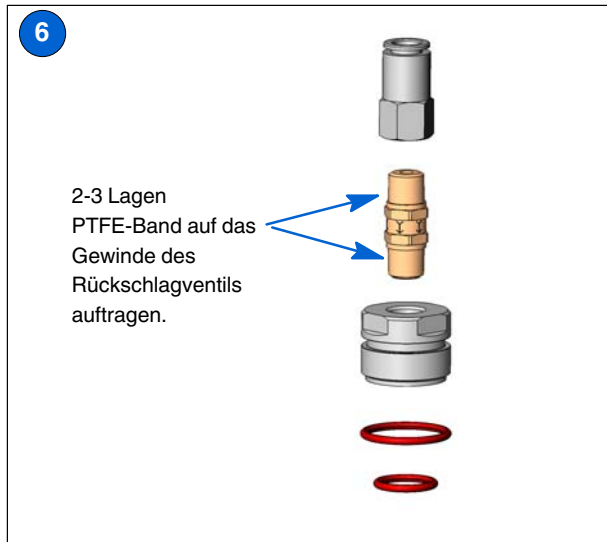 6
2-3 Lagen
PTFE-Band auf das
Gewinde des
Rückschlagventils
auftragen.